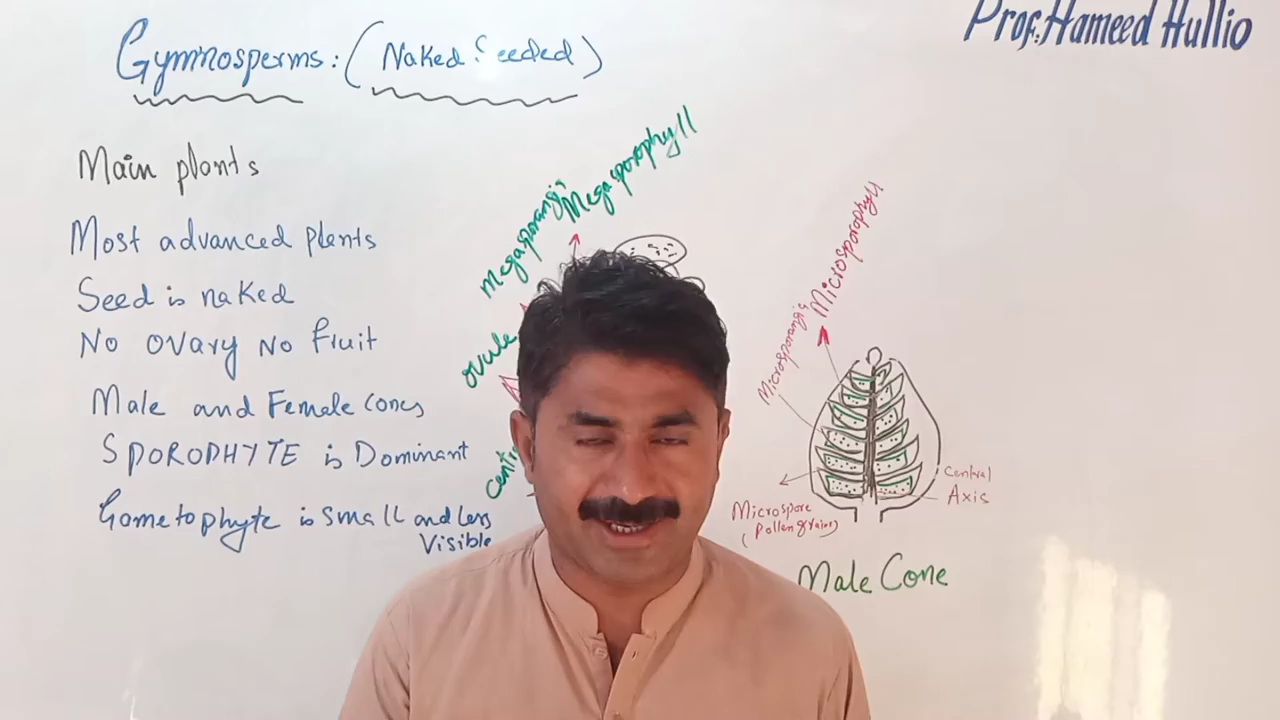 Gymnosperms: (Naked Seeded)
Prof: Hameed Hullio
Main plants
Most advanced plants
Seed is naked
No ovary No fruit
Male and Female Cones
SPOROPHYTE is Dominant
Gametophyte is small and Less
Visible
Megasporangia
Megasporophyll
ovule
Microsporangia
Microsporophyll
Microspore
(Pollen grains)
Central
Axis
Male Cone